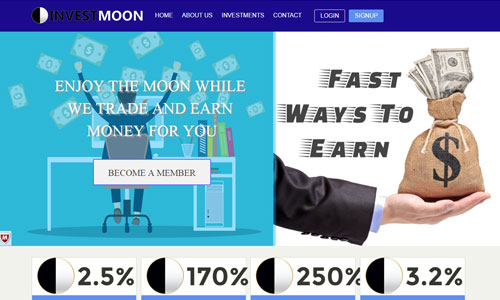 INVESTMOON
HOME ABOUT US INVESTMENTS CONTACT LOGIN SIGNUP
ENJOY THE MOON WHILE
WE TRADE AND EARN
MONEY FOR YOU
BECOME A MEMBER
FAST
WAYS TO
EARN
$
2.5% 170% 250% 3.2%